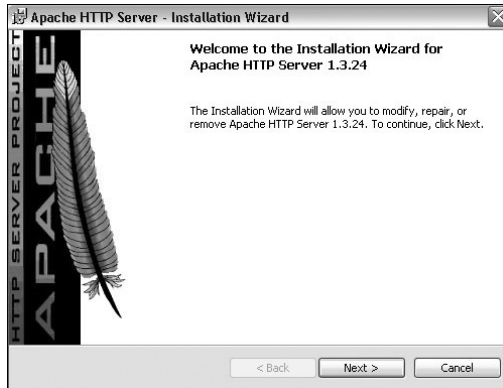 Apache HTTP Server - Installation Wizard
Welcome to the Installation Wizard for
Apache HTTP Server 1.3.24
The Installation Wizard will allow you to modify, repair, or
remove Apache HTTP Server 1.3.24. To continue, click Next.
HTTP SERVER PROJECT
APACHE
< Back
Next >
Cancel